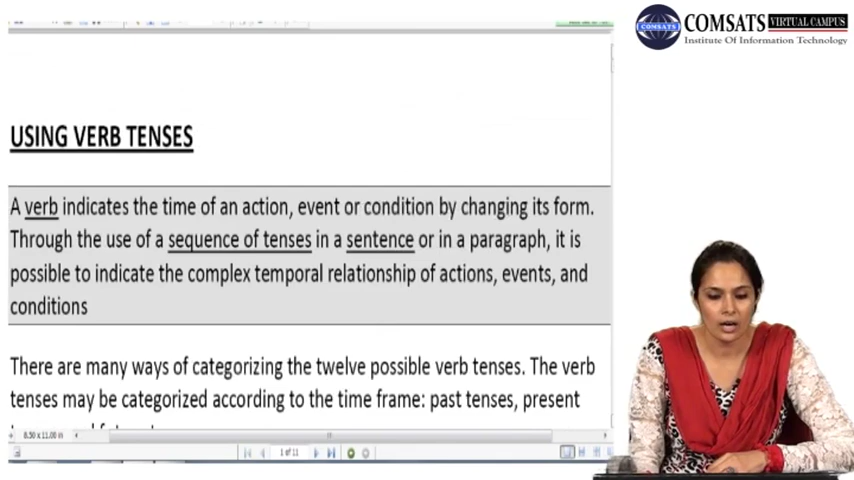 COMSATS VIRTUAL CAMPUS
COMSATS
Institute Of Information Technology
USING VERB TENSES
A verb indicates the time of an action, event or condition by changing its form.
Through the use of a sequence of tenses in a sentence or in a paragraph, it is
possible to indicate the complex temporal relationship of actions, events, and
conditions
There are many ways of categorizing the twelve possible verb tenses. The verb
tenses may be categorized according to the time frame: past tenses, present
8.50 x 11.00 in
1 of 11